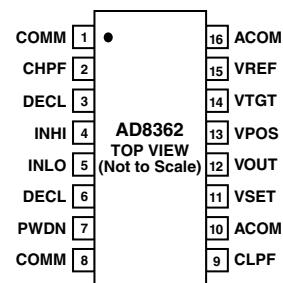 COMM 1
CHPF 2
DECL 3
INHI 4
INLO 5
DECL 6
PWDN 7
COMM 8
AD8362
TOP VIEW
(Not to Scale)
16 ACOM
15 VREF
14 VTGT
13 VPOS
12 VOUT
11 VSET
10 ACOM
9 CLPF